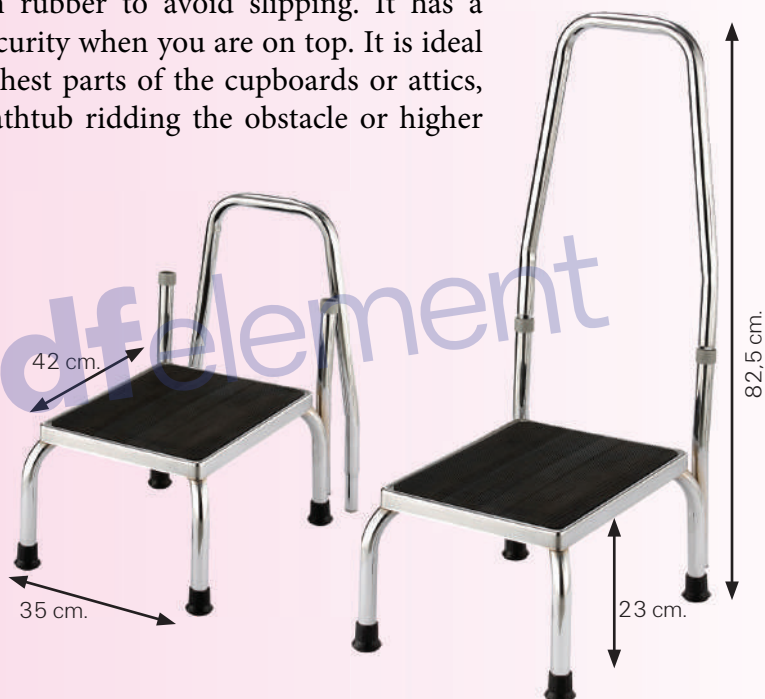 rubber to avoid slipping. It has a
curity when you are on top. It is ideal
hest parts of the cupboards or attics,
athtub ridding the obstacle or higher
dfelement
42 cm.
82,5 cm.
35 cm.
23 cm.